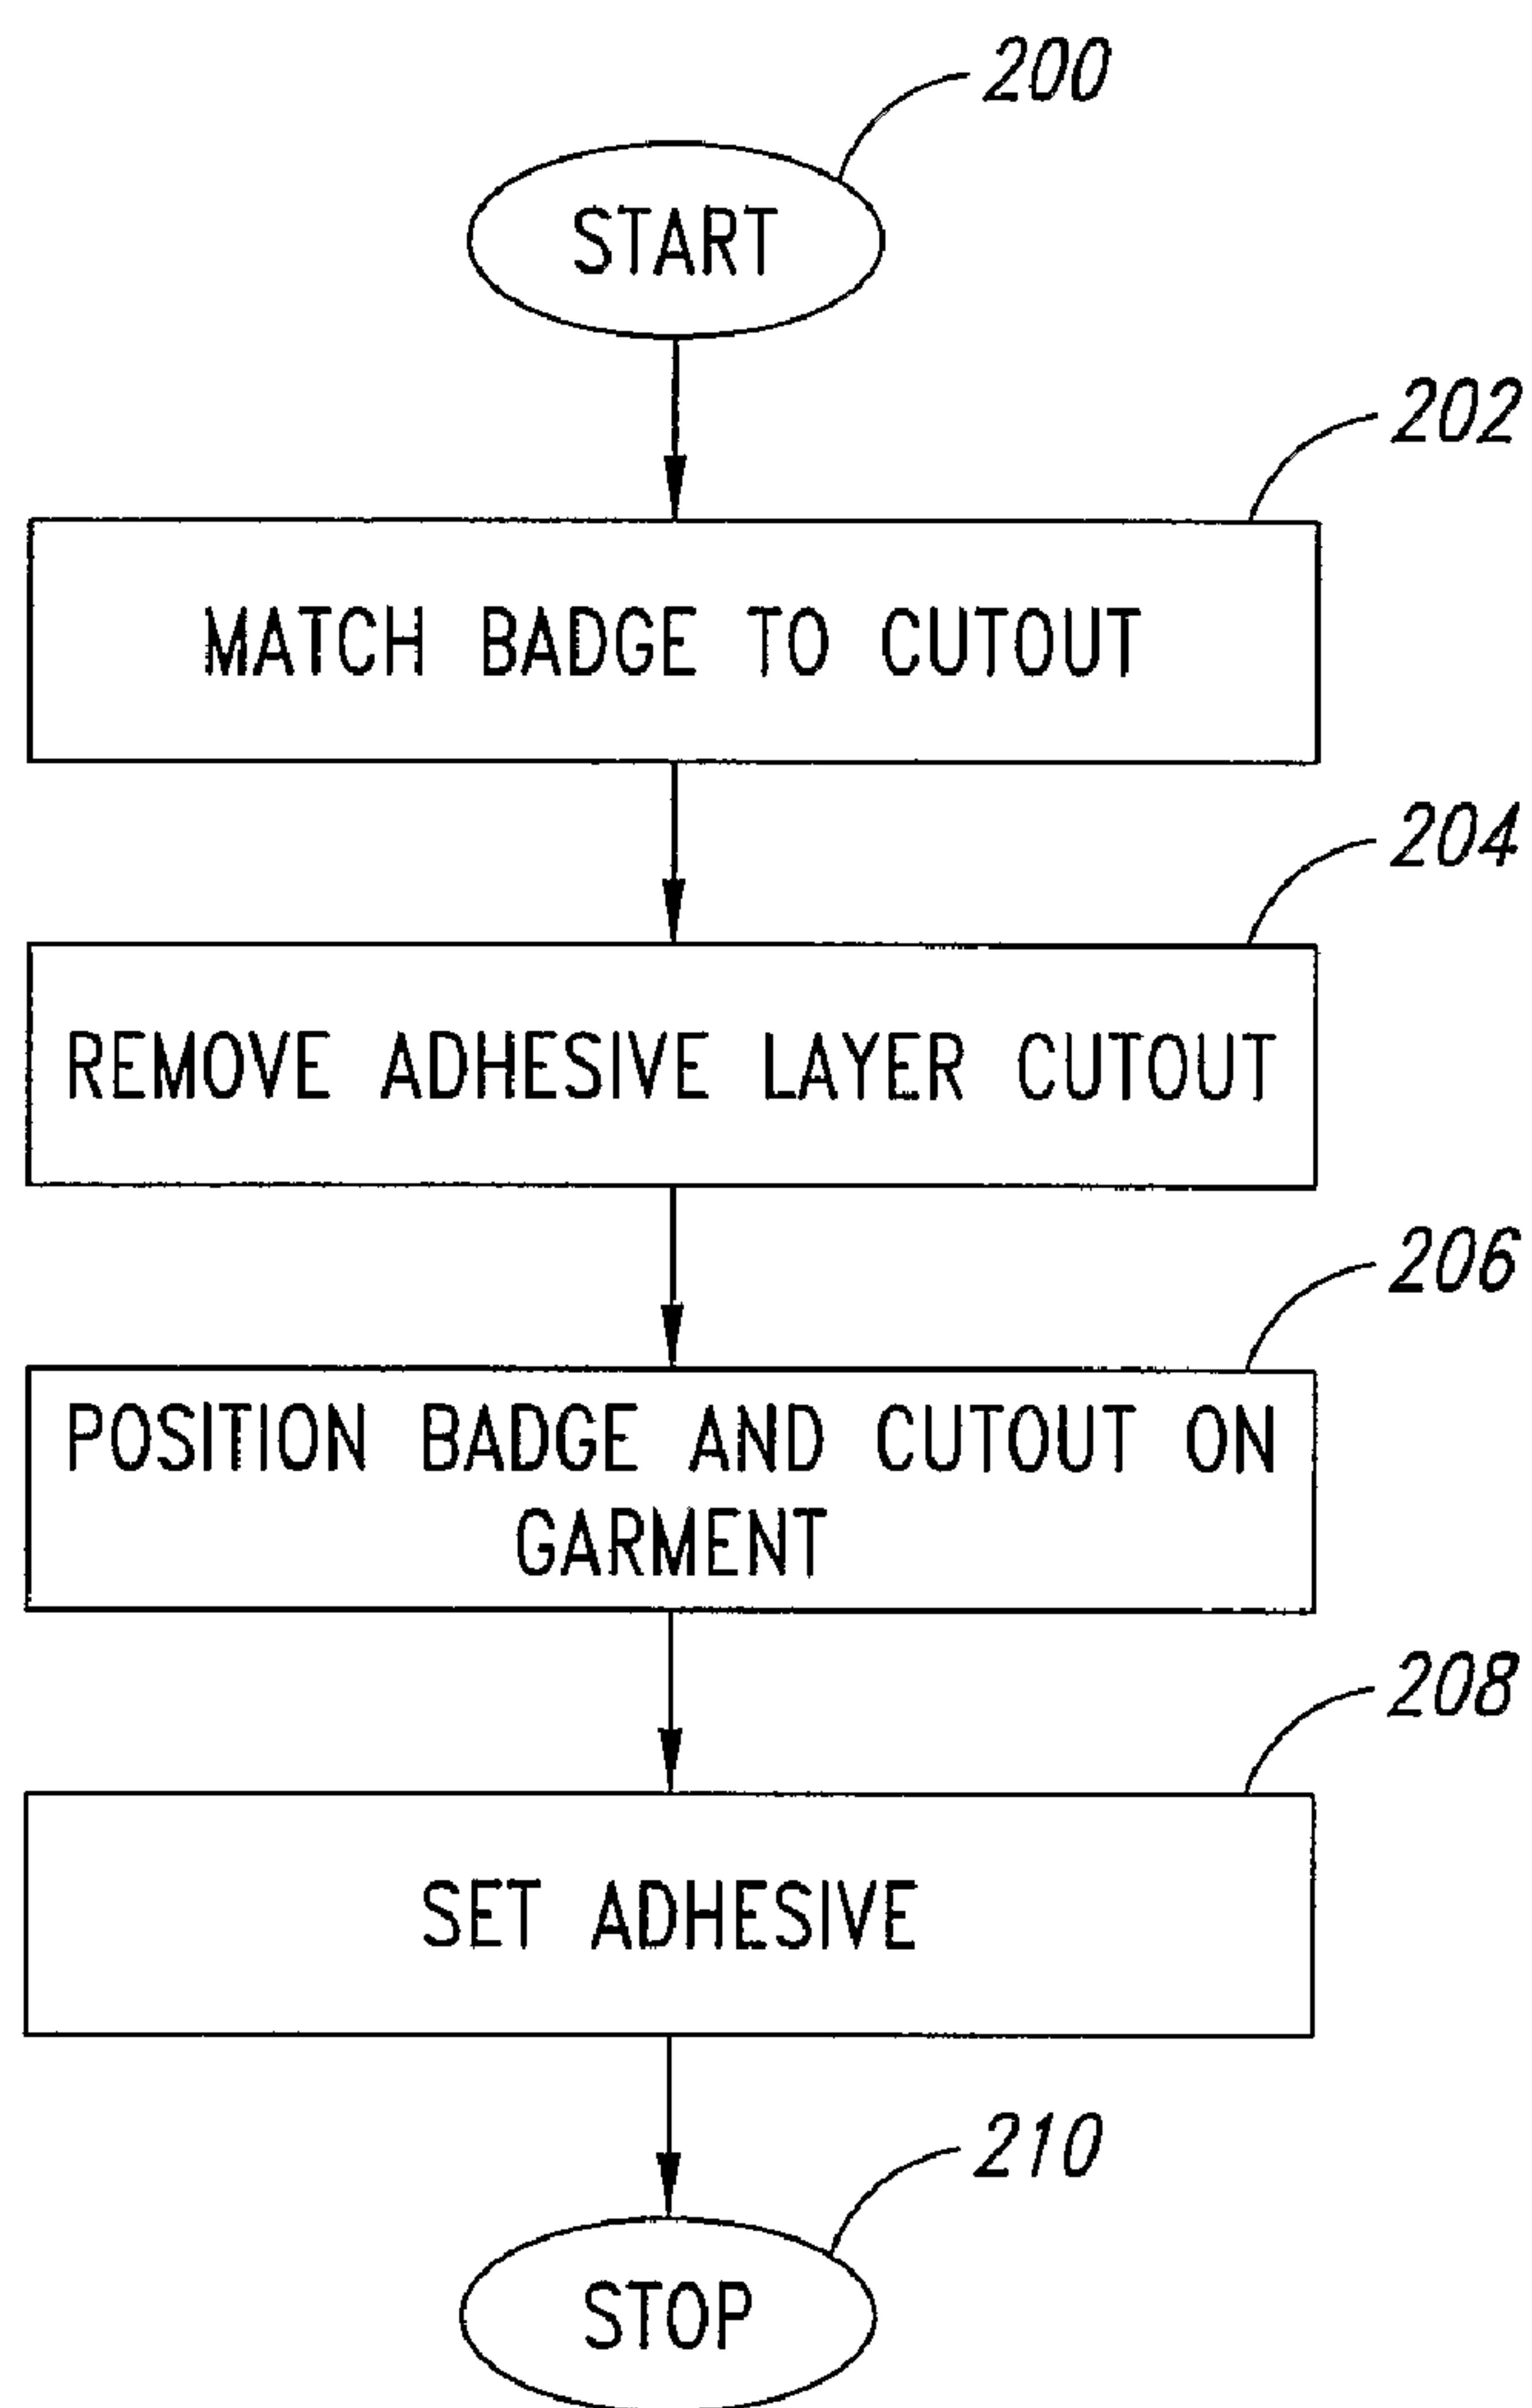 200
START
202
MATCH BADGE TO CUTOUT
204
REMOVE ADHESIVE LAYER CUTOUT
206
POSITION BADGE AND CUTOUT ON
GARMENT
208
SET ADHESIVE
210
STOP